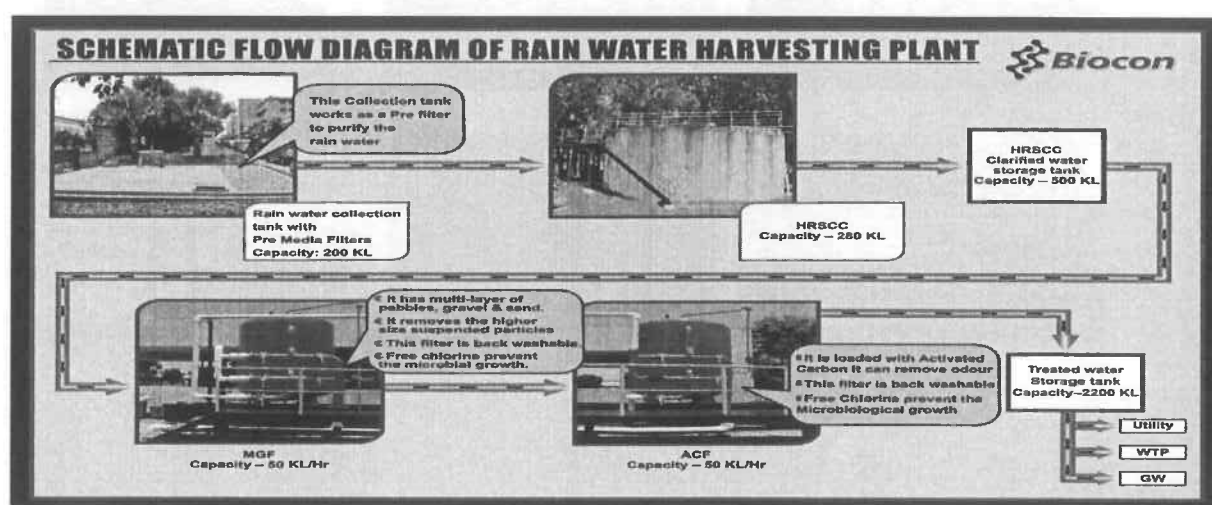 SCHEMATIC FLOW DIAGRAM OF RAIN WATER HARVESTING PLANT
Biocon
This Collection tank
works as a Pre filter
to purify the
rain water
Rain water collection
tank with
Pre Media Filters
Capacity: 200 KL
HRSCC
Capacity – 280 KL
HRSCC
Clarified water
storage tank
Capacity – 500 KL
It has multi-layer of
pabbles, gravel & sand.
It removes the higher
size suspended particles
This filter is back washable.
Free chlorine prevent
the microbial growth.
MGF
Capacity – 50 KL/Hr
It is loaded with Activated
Carbon it can remove odour
This filter is back washable
Free Chlorine prevent the
Microbiological growth
ACF
Capacity – 50 KL/Hr
Treated water
Storage tank
Capacity–2200 KL
Utility
WTP
GW